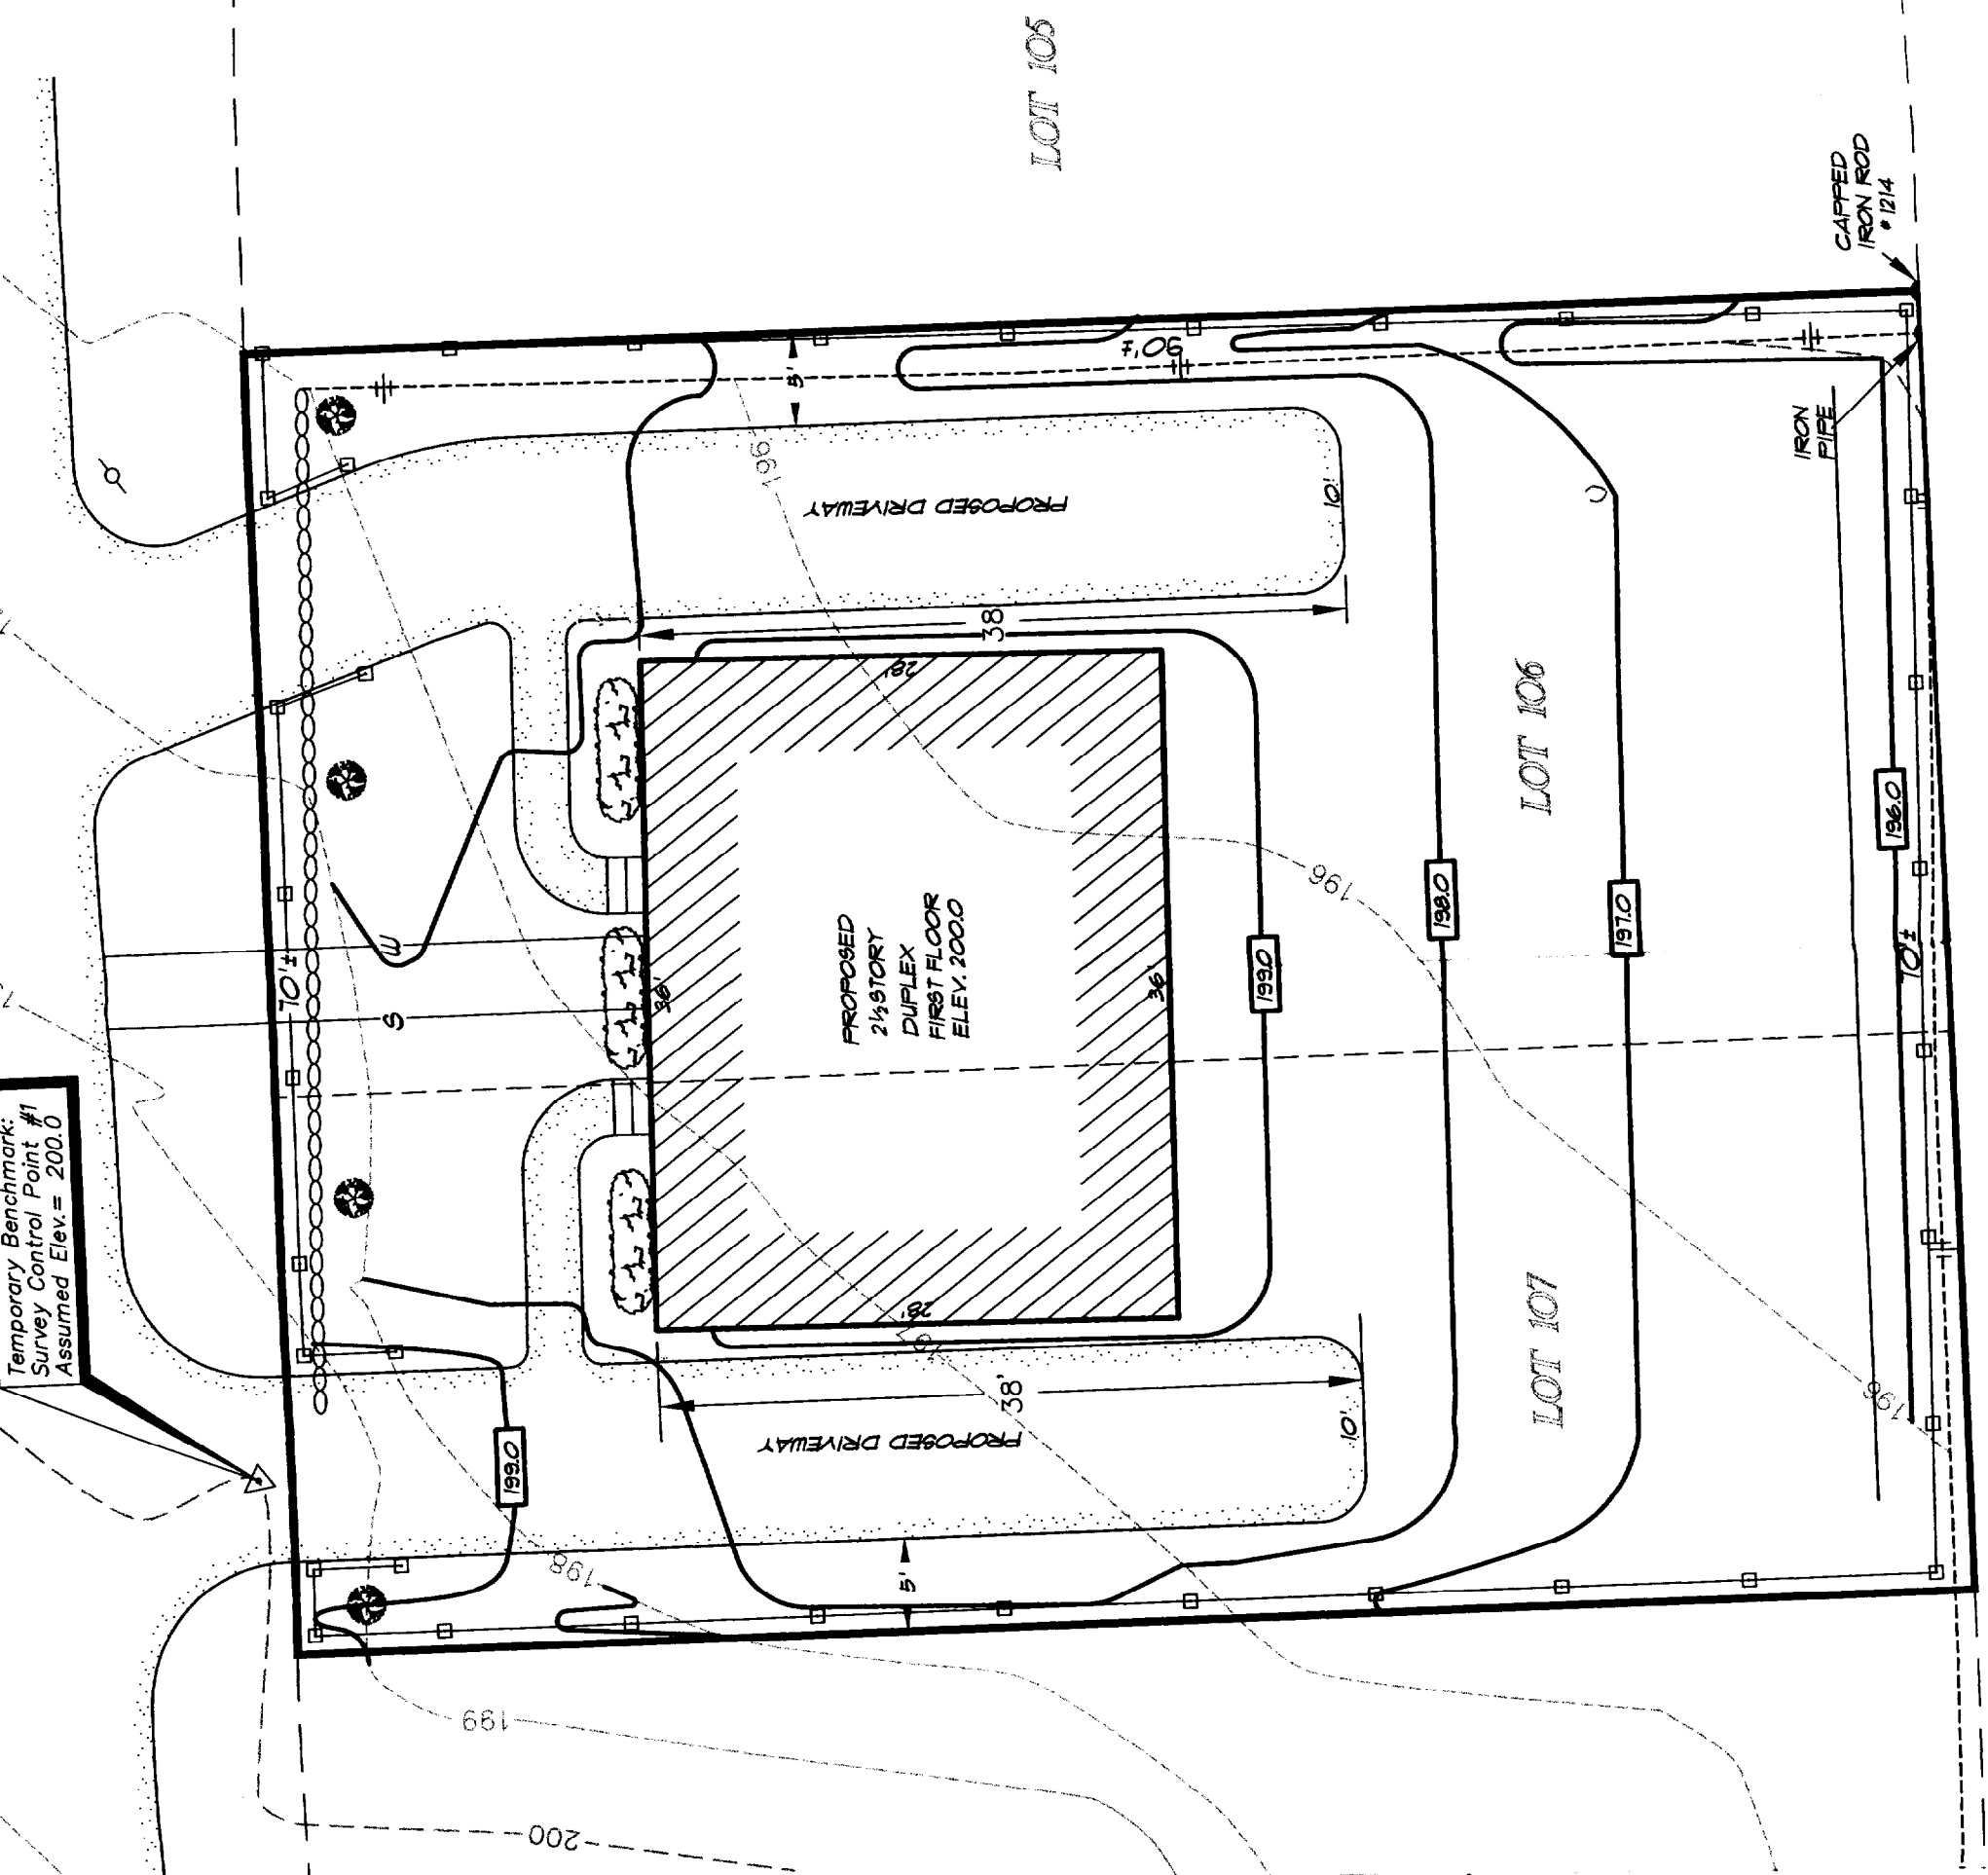 Temporary Benchmark:
Survey Control Point #1
Assumed Elev.= 200.0
LOT 105
CAPPED
IRON ROD
#1214
IRON
PIPE
90'±
5'
196
PROPOSED DRIVEWAY
10'
38'
28'
70'±
W
S
36'
PROPOSED
2½ STORY
DUPLEX
FIRST FLOOR
ELEV. 200.0
36'
196
199.0
198.0
197.0
196.0
70'±
LOT 106
LOT 107
28'
38'
PROPOSED DRIVEWAY
10'
199.0
198
5'
196
199
200